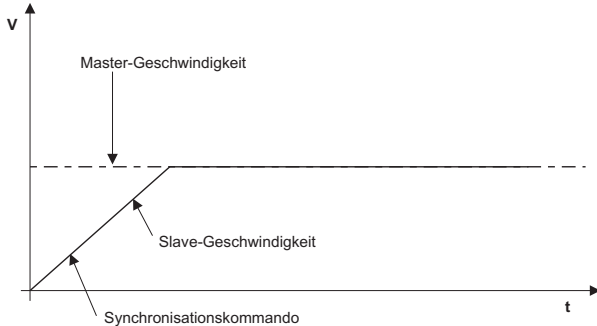 V
Master-Geschwindigkeit
Slave-Geschwindigkeit
t
Synchronisationskommando